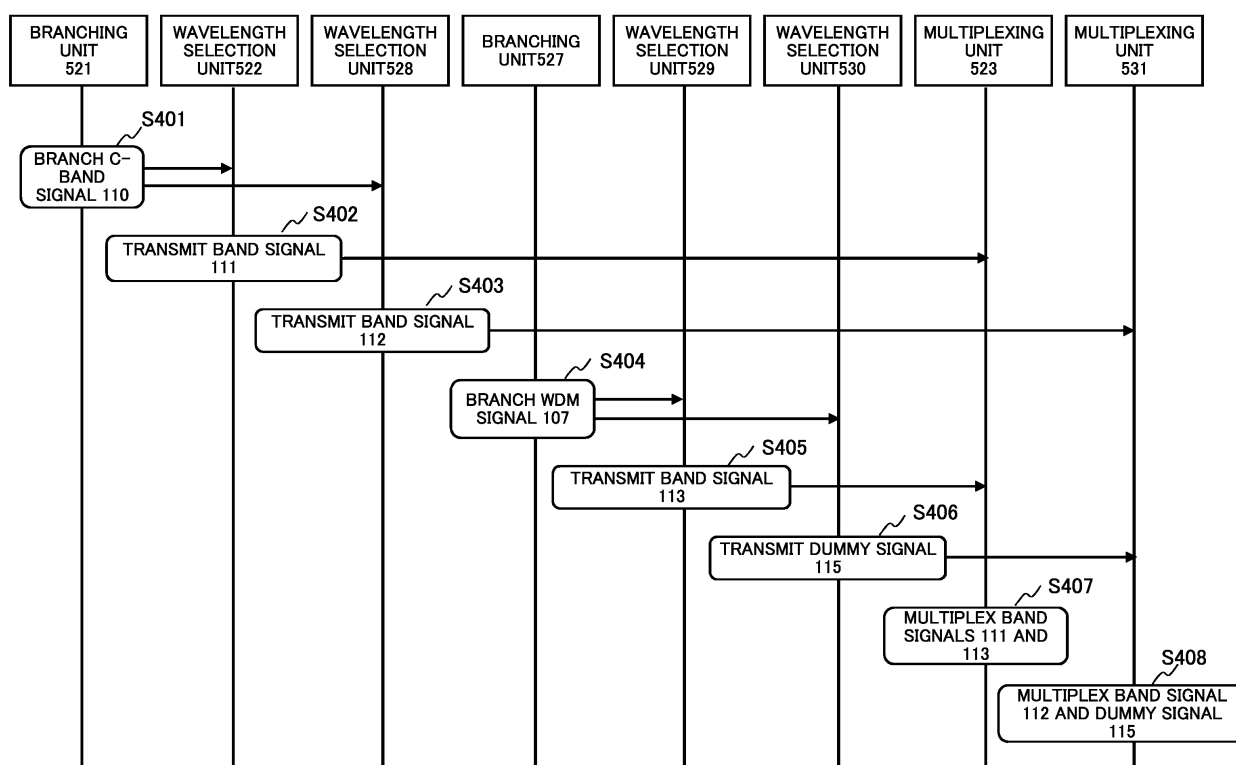 BRANCHING
UNIT
521
WAVELENGTH
SELECTION
UNIT522
WAVELENGTH
SELECTION
UNIT528
BRANCHING
UNIT527
WAVELENGTH
SELECTION
UNIT529
WAVELENGTH
SELECTION
UNIT530
MULTIPLEXING
UNIT
523
MULTIPLEXING
UNIT
531
S401
BRANCH C-
BAND
SIGNAL 110
S402
TRANSMIT BAND SIGNAL
111
S403
TRANSMIT BAND SIGNAL
112
S404
BRANCH WDM
SIGNAL 107
S405
TRANSMIT BAND SIGNAL
113
S406
TRANSMIT DUMMY SIGNAL
115
S407
MULTIPLEX BAND
SIGNALS 111 AND
113
S408
MULTIPLEX BAND SIGNAL
112 AND DUMMY SIGNAL
115